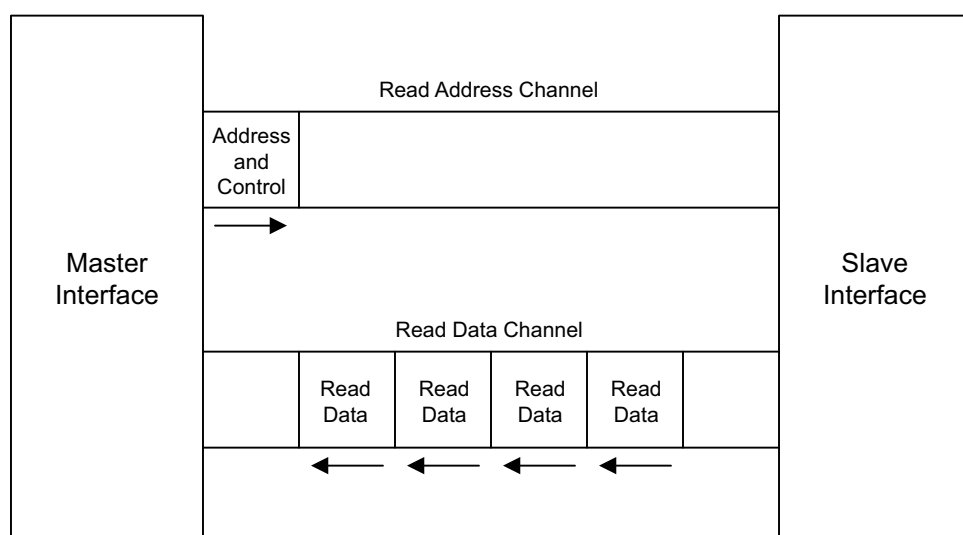 Read Address Channel
Address
and
Control
Master
Interface
Slave
Interface
Read Data Channel
Read
Data
Read
Data
Read
Data
Read
Data